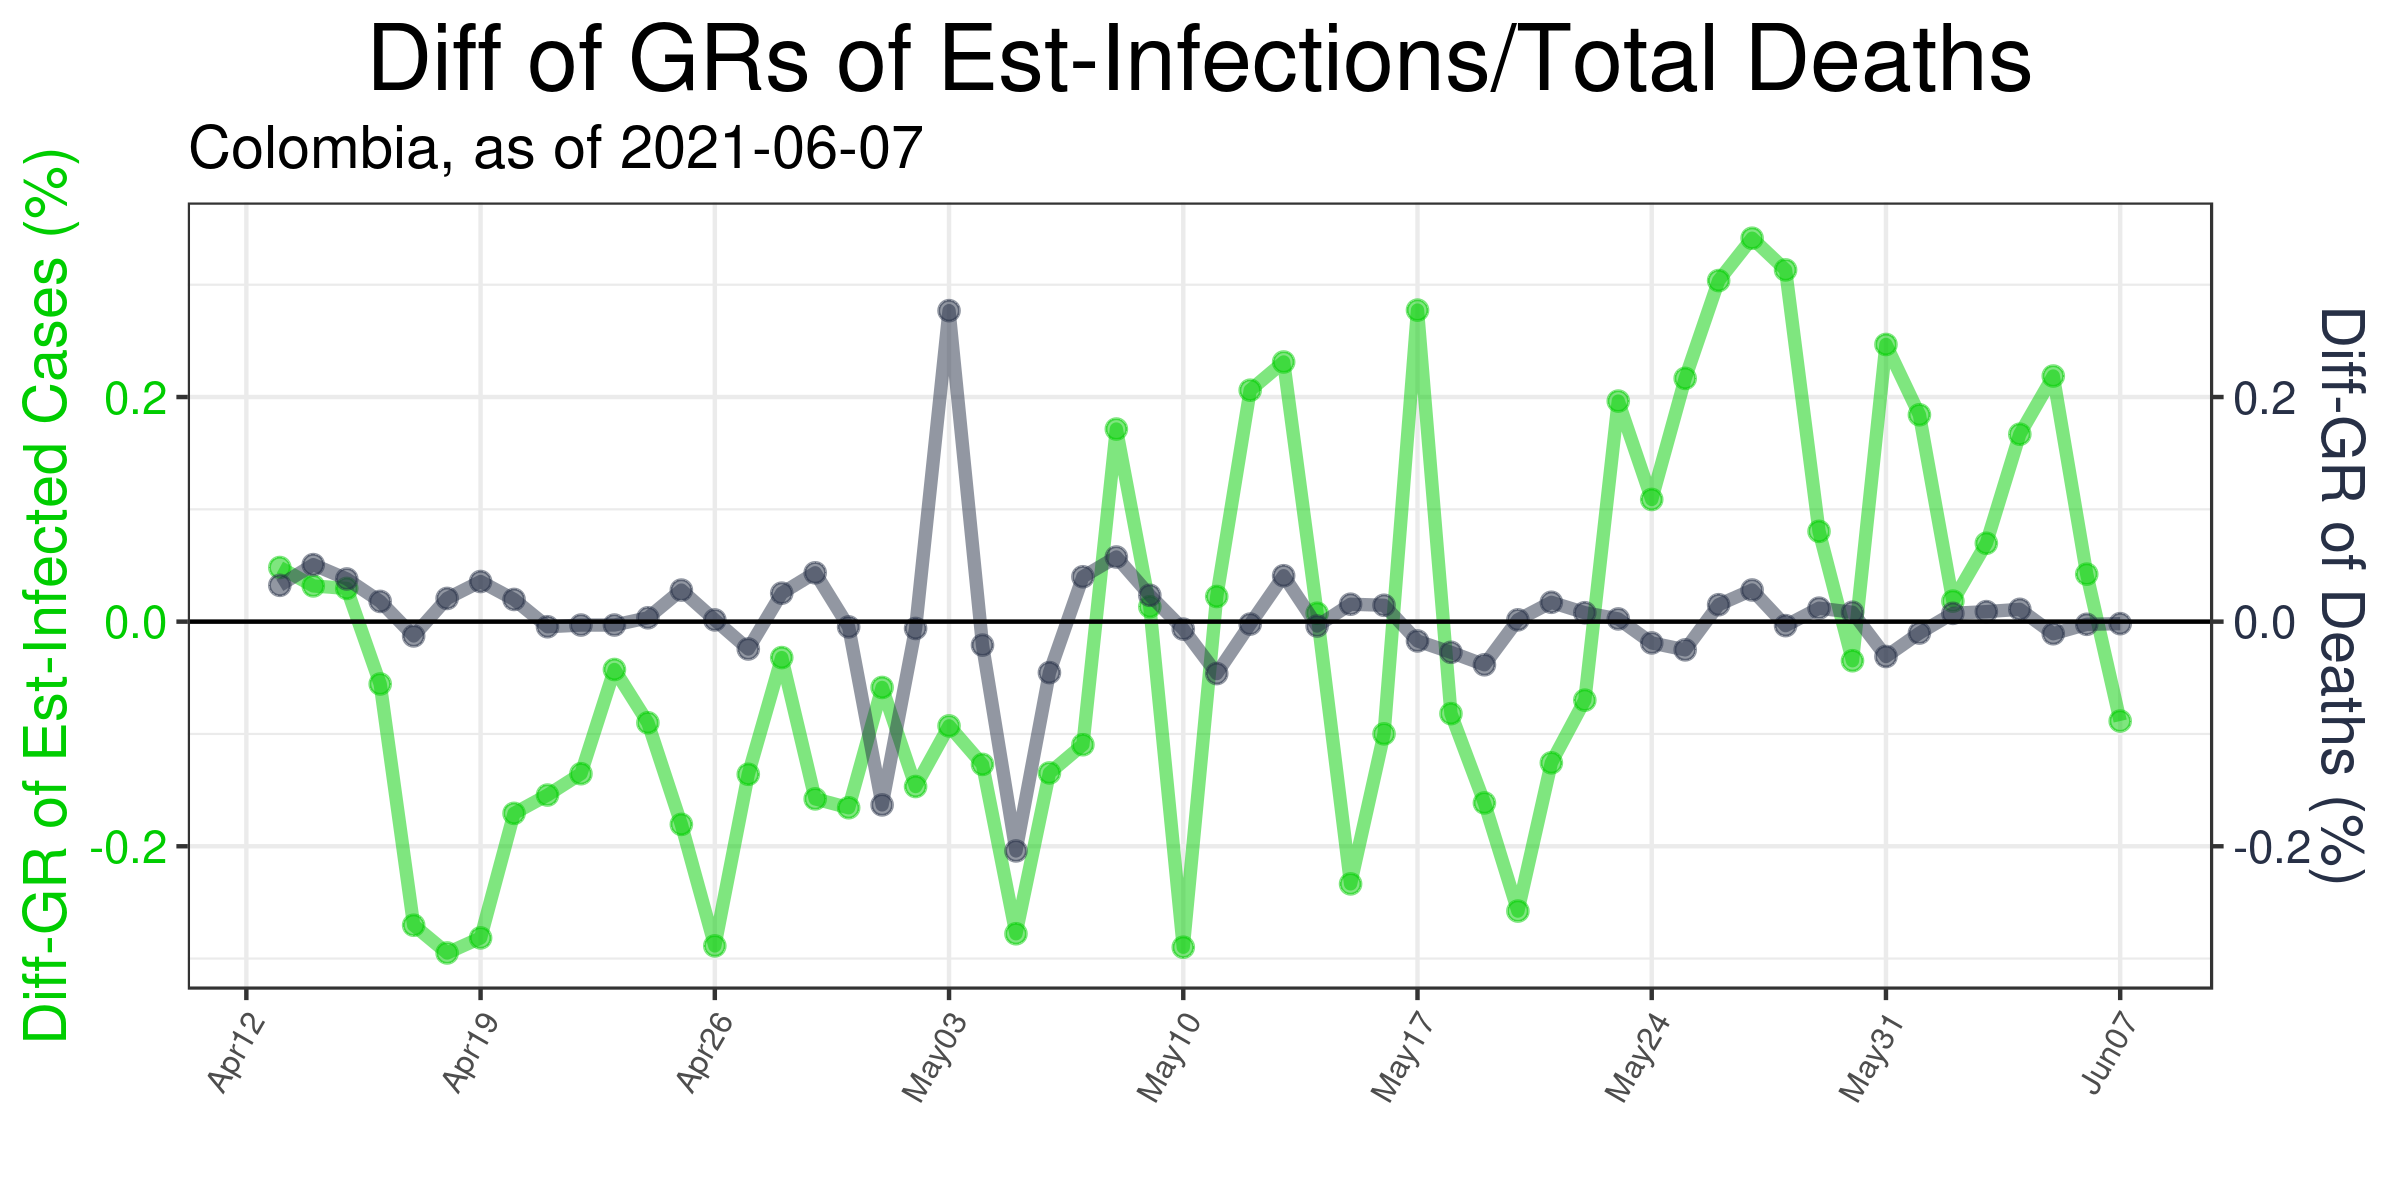 Diff of GRs of Est-Infections/Total Deaths
Colombia, as of 2021-06-07
Diff-GR of Est-Infected Cases (%)
0.2
0.0
-0.2
0.2
0.0
-0.2
Diff-GR of Deaths (%)
Apr12
Apr19
Apr26
May03
May10
May17
May24
May31
Jun07